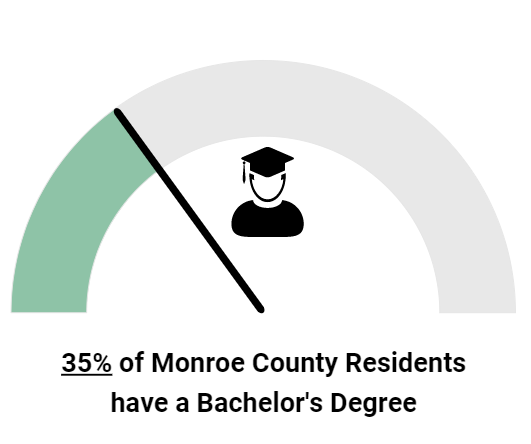 35% of Monroe County Residents
have a Bachelor's Degree